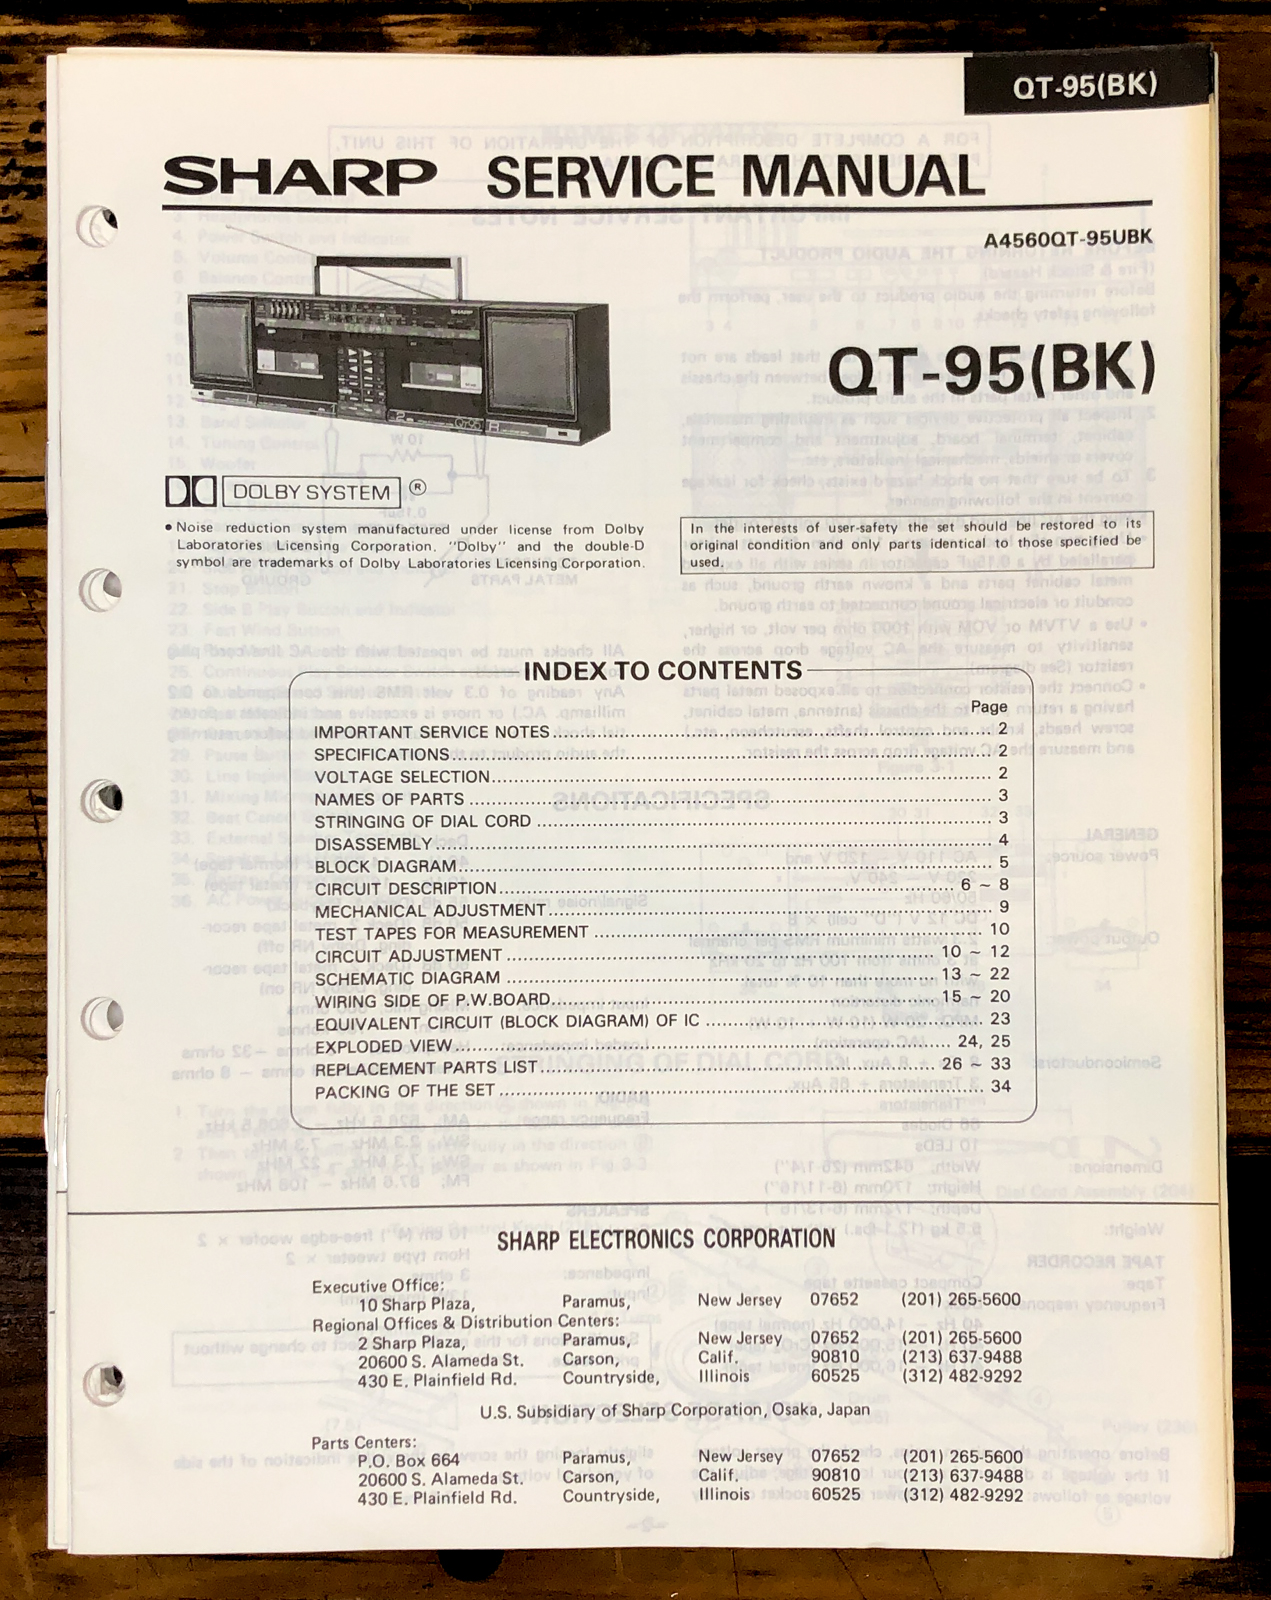 QT-95(BK)
SHARP SERVICE MANUAL
A4560QT-95UBK
SHARP
QT-95(BK)
DOLBY SYSTEM ®
• Noise reduction system manufactured under license from Dolby
Laboratories Licensing Corporation. "Dolby" and the double-D
symbol are trademarks of Dolby Laboratories Licensing Corporation.
In the interests of user-safety the set should be restored to its
original condition and only parts identical to those specified be
used.
INDEX TO CONTENTS
Page
IMPORTANT SERVICE NOTES 2
SPECIFICATIONS 2
VOLTAGE SELECTION 2
NAMES OF PARTS 3
STRINGING OF DIAL CORD 3
DISASSEMBLY 4
BLOCK DIAGRAM 5
CIRCUIT DESCRIPTION 6 ~ 8
MECHANICAL ADJUSTMENT 9
TEST TAPES FOR MEASUREMENT 10
CIRCUIT ADJUSTMENT 10 ~ 12
SCHEMATIC DIAGRAM 13 ~ 22
WIRING SIDE OF P.W.BOARD 15 ~ 20
EQUIVALENT CIRCUIT (BLOCK DIAGRAM) OF IC 23
EXPLODED VIEW 24, 25
REPLACEMENT PARTS LIST 26 ~ 33
PACKING OF THE SET 34
SHARP ELECTRONICS CORPORATION
Executive Office:
10 Sharp Plaza, Paramus, New Jersey 07652 (201) 265-5600
Regional Offices & Distribution Centers:
2 Sharp Plaza, Paramus, New Jersey 07652 (201) 265-5600
20600 S. Alameda St. Carson, Calif. 90810 (213) 637-9488
430 E. Plainfield Rd. Countryside, Illinois 60525 (312) 482-9292
U.S. Subsidiary of Sharp Corporation, Osaka, Japan
Parts Centers:
P.O. Box 664 Paramus, New Jersey 07652 (201) 265-5600
20600 S. Alameda St. Carson, Calif. 90810 (213) 637-9488
430 E. Plainfield Rd. Countryside, Illinois 60525 (312) 482-9292